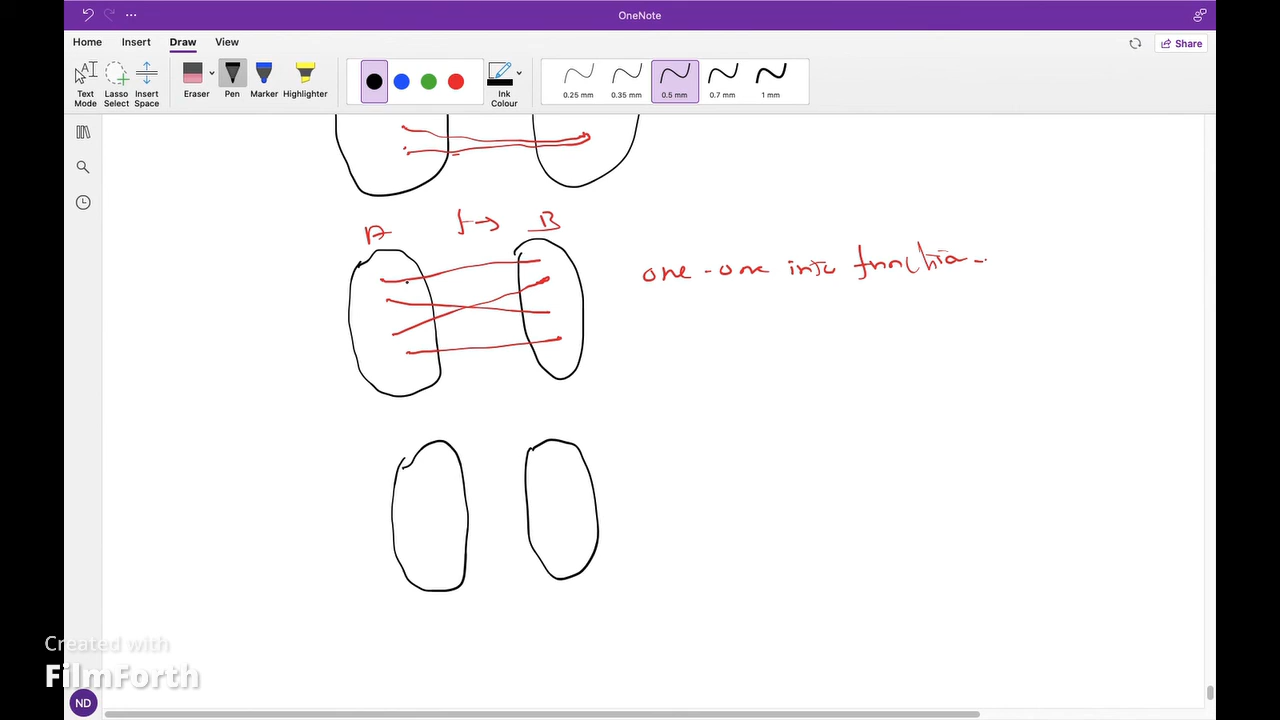 OneNote
Home Insert Draw View
Share
Text Mode
Lasso Select
Insert Space
Eraser
Pen
Marker
Highlighter
Ink Colour
0.25 mm
0.35 mm
0.5 mm
0.7 mm
1 mm
A f→ B
one-one into function
Created with
FilmForth
ND